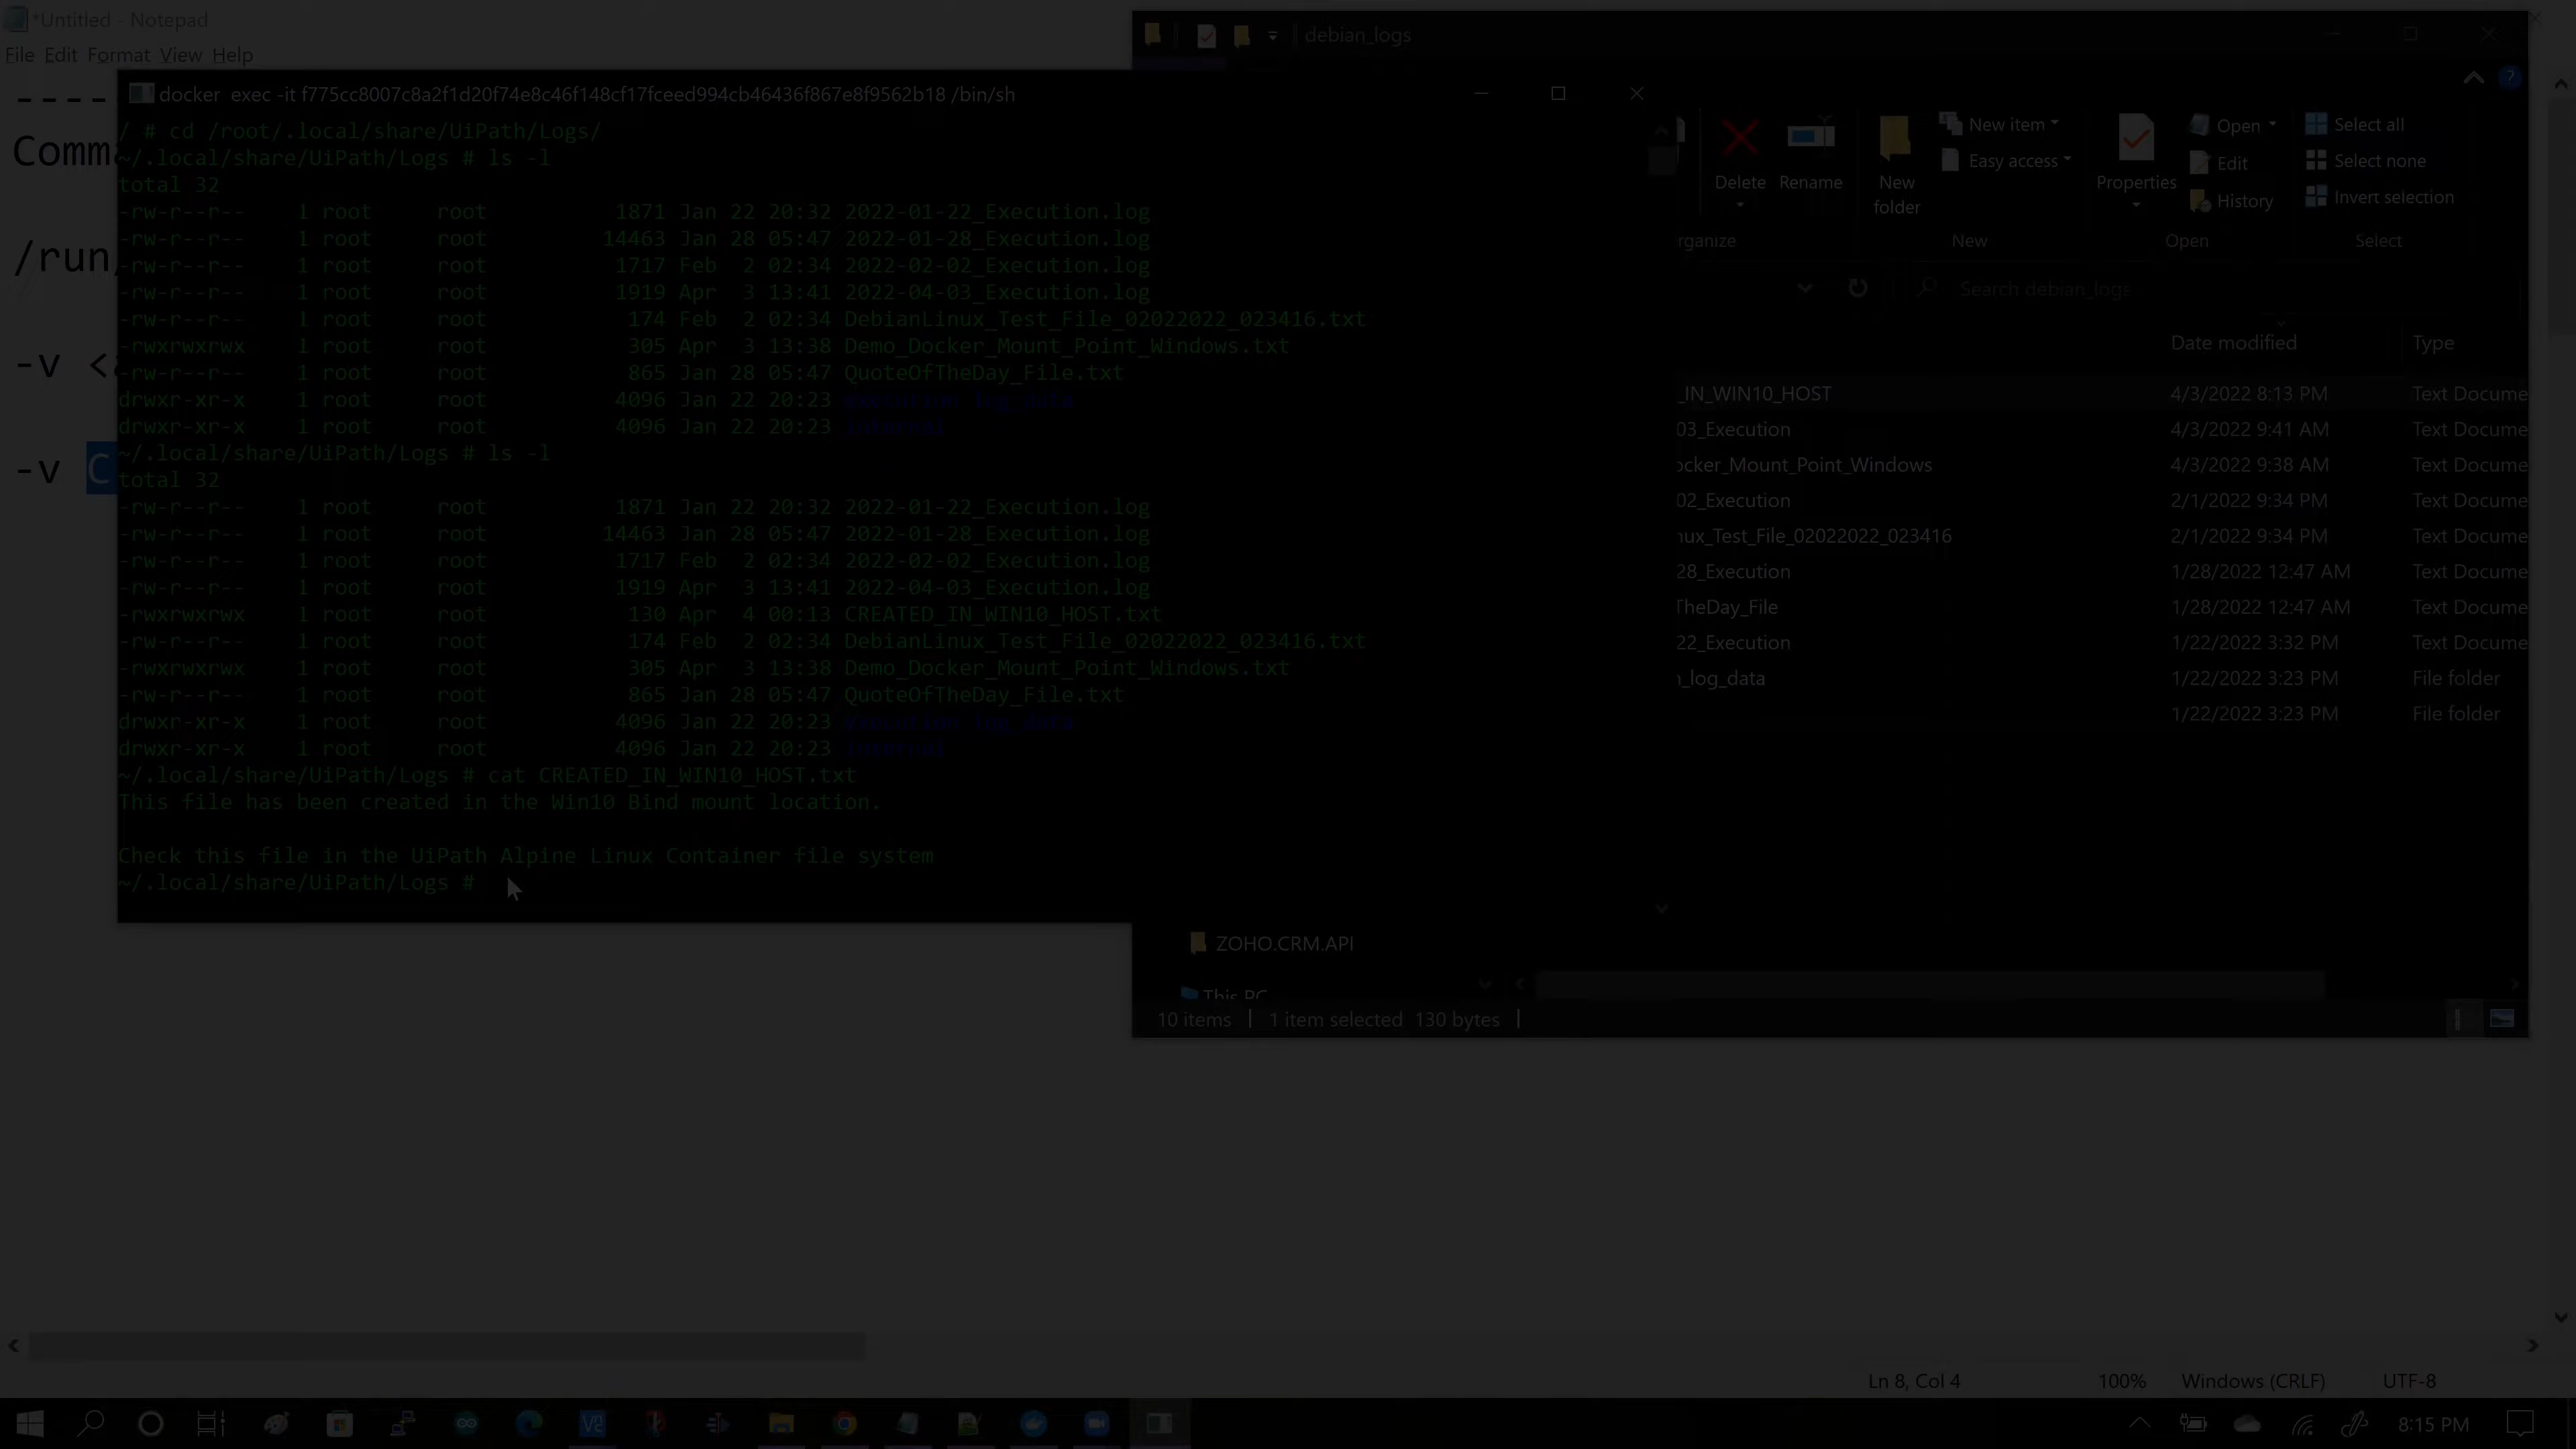 *Untitled - Notepad
File Edit Format View Help
----
Comma
/run/
-v <a
-v C
docker  exec -it f775cc8007c8a2f1d20f74e8c46f148cf17fceed994cb46436f867e8f9562b18 /bin/sh
/ # cd /root/.local/share/UiPath/Logs/
~/.local/share/UiPath/Logs # ls -l
total 32
-rw-r--r-- 1 root root 1871 Jan 22 20:32 2022-01-22_Execution.log
-rw-r--r-- 1 root root 14463 Jan 28 05:47 2022-01-28_Execution.log
-rw-r--r-- 1 root root 1717 Feb 2 02:34 2022-02-02_Execution.log
-rw-r--r-- 1 root root 1919 Apr 3 13:41 2022-04-03_Execution.log
-rw-r--r-- 1 root root 174 Feb 2 02:34 DebianLinux_Test_File_02022022_023416.txt
-rwxrwxrwx 1 root root 305 Apr 3 13:38 Demo_Docker_Mount_Point_Windows.txt
-rw-r--r-- 1 root root 865 Jan 28 05:47 QuoteOfTheDay_File.txt
drwxr-xr-x 1 root root 4096 Jan 22 20:23 execution_log_data
drwxr-xr-x 1 root root 4096 Jan 22 20:23
~/.local/share/UiPath/Logs # ls -l
total 32
-rw-r--r-- 1 root root 1871 Jan 22 20:32 2022-01-22_Execution.log
-rw-r--r-- 1 root root 14463 Jan 28 05:47 2022-01-28_Execution.log
-rw-r--r-- 1 root root 1717 Feb 2 02:34 2022-02-02_Execution.log
-rw-r--r-- 1 root root 1919 Apr 3 13:41 2022-04-03_Execution.log
-rwxrwxrwx 1 root root 130 Apr 4 00:13 CREATED_IN_WIN10_HOST.txt
-rw-r--r-- 1 root root 174 Feb 2 02:34 DebianLinux_Test_File_02022022_023416.txt
-rwxrwxrwx 1 root root 305 Apr 3 13:38 Demo_Docker_Mount_Point_Windows.txt
-rw-r--r-- 1 root root 865 Jan 28 05:47 QuoteOfTheDay_File.txt
drwxr-xr-x 1 root root 4096 Jan 22 20:23 execution_log_data
drwxr-xr-x 1 root root 4096 Jan 22 20:23
~/.local/share/UiPath/Logs # cat CREATED_IN_WIN10_HOST.txt
This file has been created in the Win10 Bind mount location.
Check this file in the UiPath Alpine Linux Container file system
~/.local/share/UiPath/Logs #
debian_logs
Delete
Rename
New folder
New item
Easy access
Properties
Open
Edit
History
Select all
Select none
Invert selection
rganize
New
Open
Select
Search debian_logs
Date modified Type
_IN_WIN10_HOST 4/3/2022 8:13 PM Text Docume
03_Execution 4/3/2022 9:41 AM Text Docume
ocker_Mount_Point_Windows 4/3/2022 9:38 AM Text Docume
02_Execution 2/1/2022 9:34 PM Text Docume
nux_Test_File_02022022_023416 2/1/2022 9:34 PM Text Docume
28_Execution 1/28/2022 12:47 AM Text Docume
TheDay_File 1/28/2022 12:47 AM Text Docume
22_Execution 1/22/2022 3:32 PM Text Docume
n_log_data 1/22/2022 3:23 PM File folder
1/22/2022 3:23 PM File folder
ZOHO.CRM.API
This PC
10 items 1 item selected 130 bytes
Ln 8, Col 4 100% Windows (CRLF) UTF-8
8:15 PM